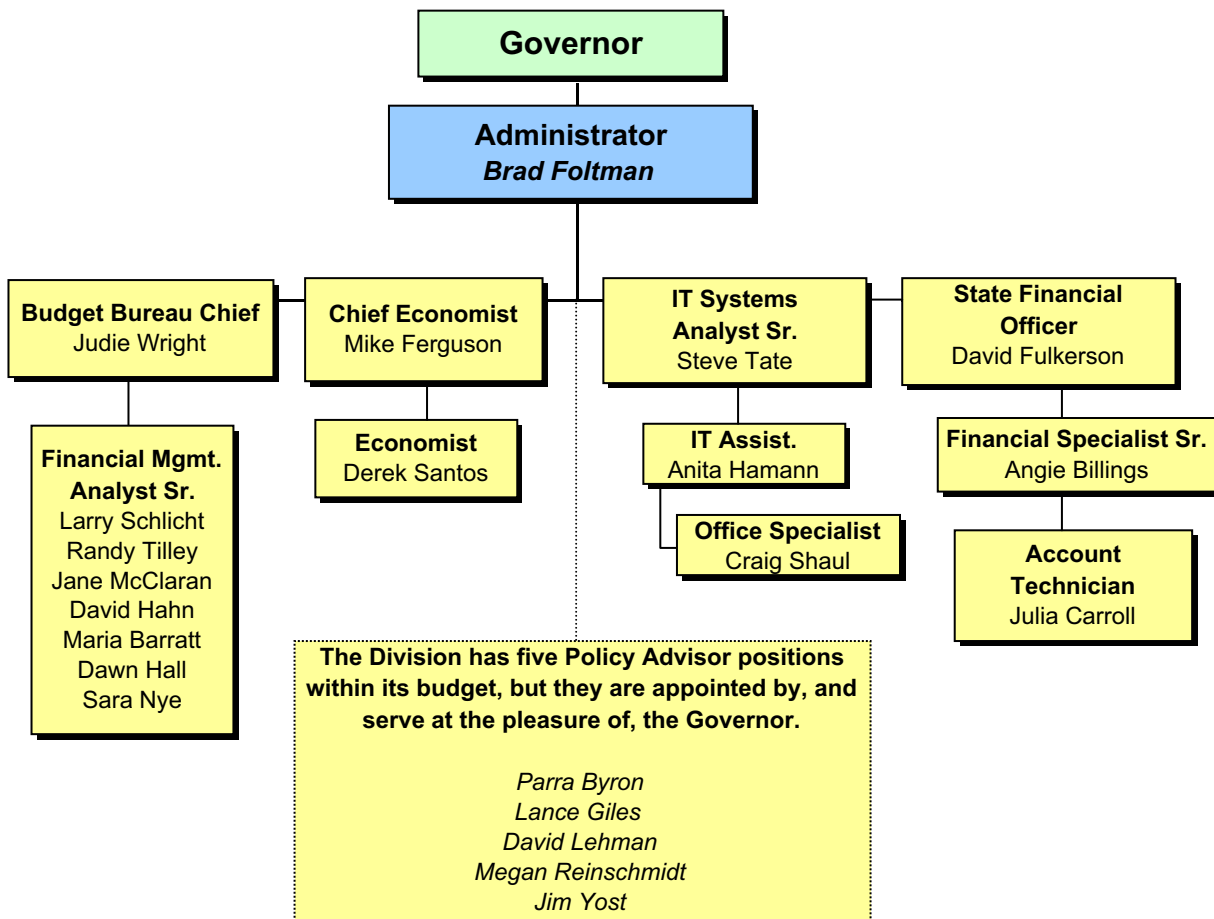 Governor
Administrator
Brad Foltman
Budget Bureau Chief
Judie Wright
Chief Economist
Mike Ferguson
IT Systems
Analyst Sr.
Steve Tate
State Financial
Officer
David Fulkerson
Financial Mgmt.
Analyst Sr.
Larry Schlicht
Randy Tilley
Jane McClaran
David Hahn
Maria Barratt
Dawn Hall
Sara Nye
Economist
Derek Santos
IT Assist.
Anita Hamann
Office Specialist
Craig Shaul
Financial Specialist Sr.
Angie Billings
Account
Technician
Julia Carroll
The Division has five Policy Advisor positions
within its budget, but they are appointed by, and
serve at the pleasure of, the Governor.
Parra Byron
Lance Giles
David Lehman
Megan Reinschmidt
Jim Yost